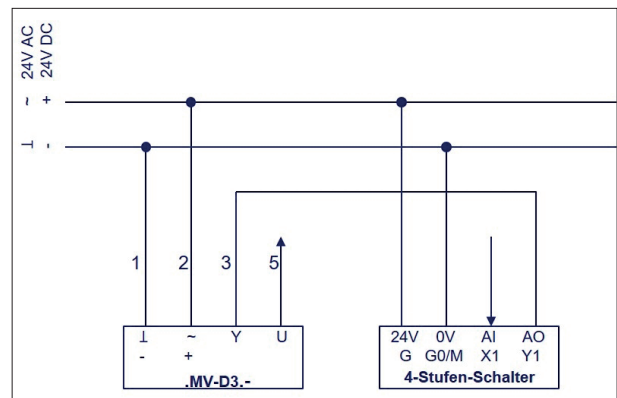 24V AC
24V DC
~ +
⊥ -
1 2 3 5
⊥ ~ Y U
- +
.MV-D3.-
24V 0V AI AO
G G0/M X1 Y1
4-Stufen-Schalter